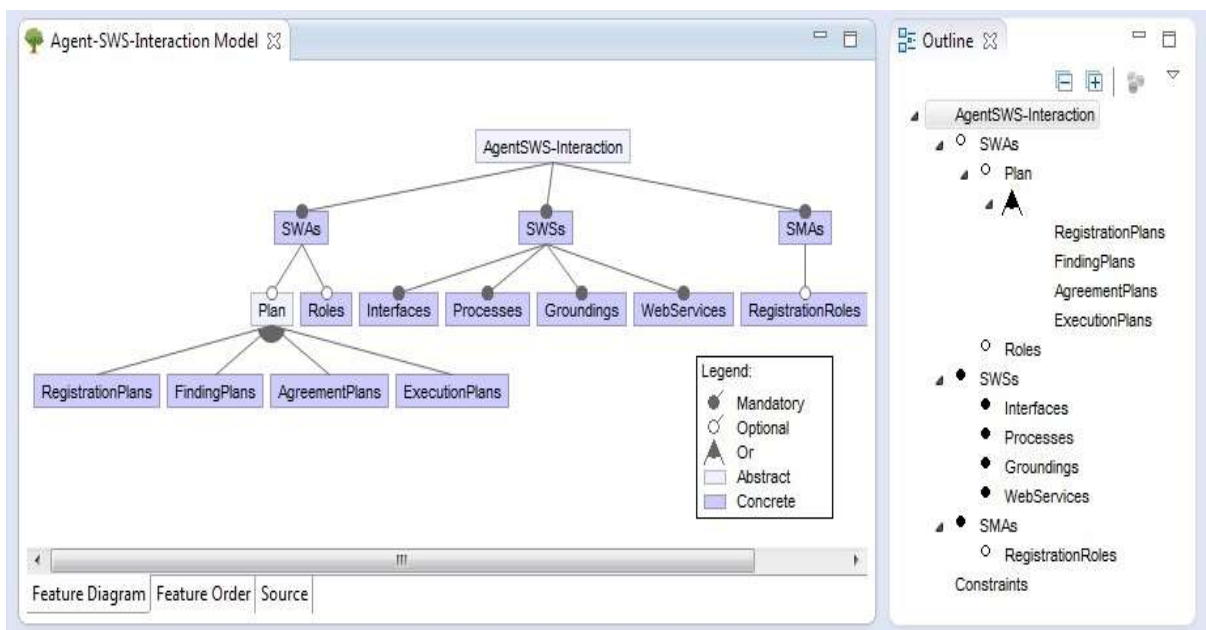 Agent-SWS-Interaction Model
AgentSWS-Interaction
SWAs SWSs SMAs
Plan Roles Interfaces Processes Groundings WebServices RegistrationRoles
RegistrationPlans FindingPlans AgreementPlans ExecutionPlans
Legend:
Mandatory
Optional
Or
Abstract
Concrete
Feature Diagram Feature Order Source
Outline
AgentSWS-Interaction
SWAs
Plan
RegistrationPlans
FindingPlans
AgreementPlans
ExecutionPlans
Roles
SWSs
Interfaces
Processes
Groundings
WebServices
SMAs
RegistrationRoles
Constraints